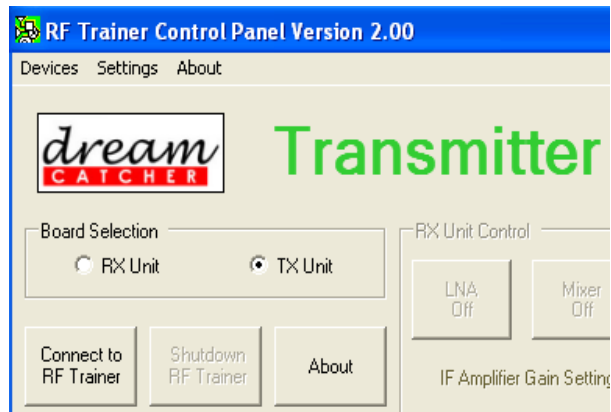 RF Trainer Control Panel Version 2.00
Devices Settings About
dream
CATCHER
Transmitter
Board Selection
RX Unit
TX Unit
Connect to
RF Trainer
Shutdown
RF Trainer
About
RX Unit Control
LNA
Off
Mixer
Off
IF Amplifier Gain Setting